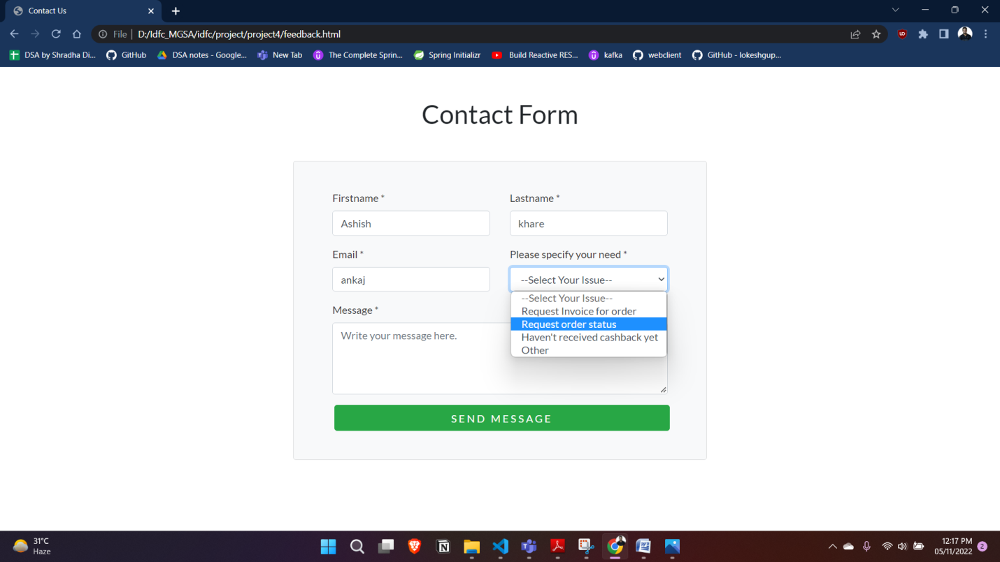 Contact Us
File | D:/Idfc_MGSA/idfc/project/project4/feedback.html
DSA by Shradha Di... GitHub DSA notes - Google... New Tab The Complete Sprin... Spring Initializr Build Reactive RES... kafka webclient GitHub - lokeshgup...
Contact Form
Firstname * Lastname *
Ashish khare
Email * Please specify your need *
ankaj --Select Your Issue--
--Select Your Issue--
Request Invoice for order
Request order status
Haven't received cashback yet
Other
Message *
Write your message here.
SEND MESSAGE
31°C
Haze
12:17 PM
05/11/2022
2